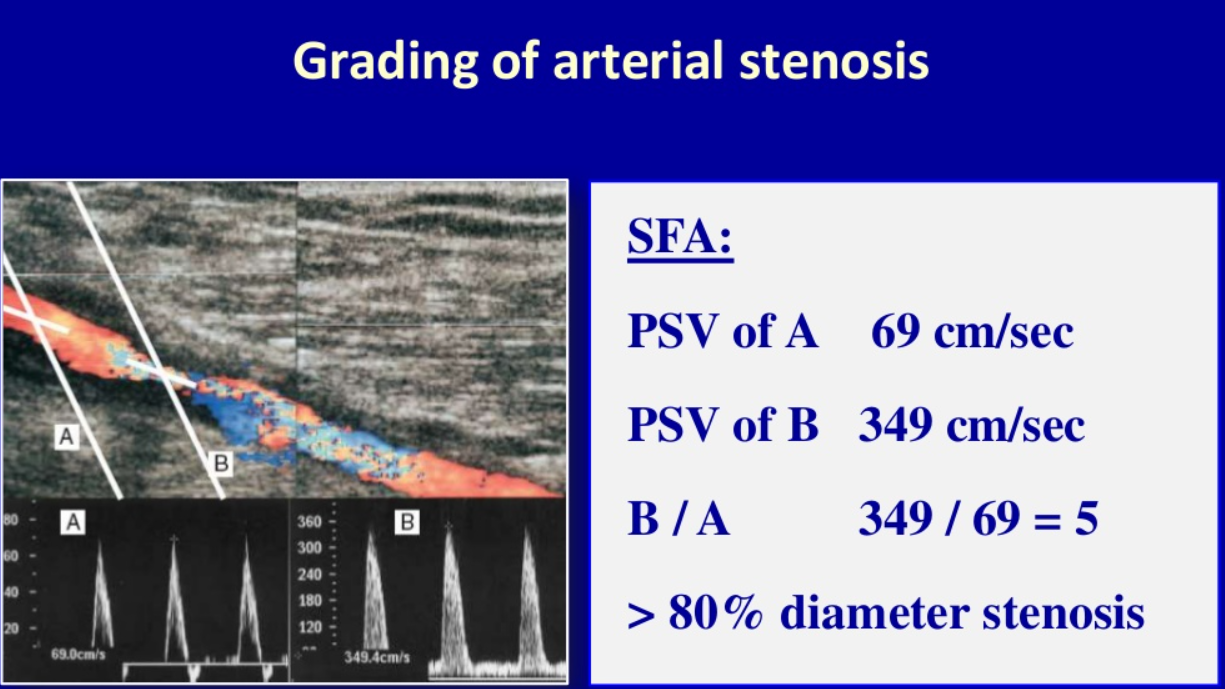 Grading of arterial stenosis
A
B
A
80
60
40
20
69.0cm/s
B
360
300
240
180
120
349.4cm/s
SFA:
PSV of A 69 cm/sec
PSV of B 349 cm/sec
B / A 349 / 69 = 5
> 80% diameter stenosis